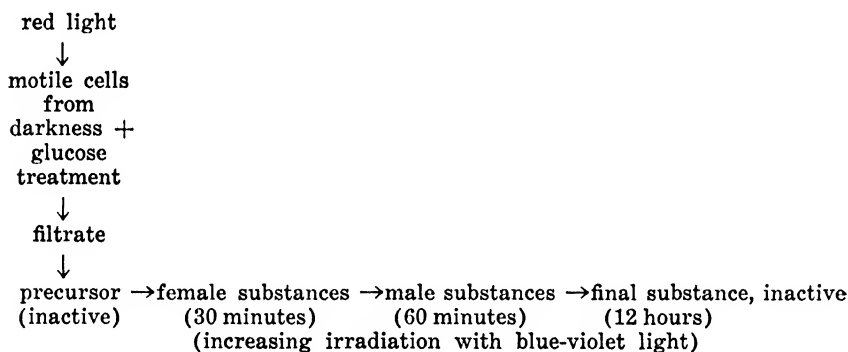 red light
↓
motile cells
from
darkness +
glucose
treatment
↓
filtrate
↓
precursor →female substances →male substances →final substance, inactive
(inactive) (30 minutes) (60 minutes) (12 hours)
(increasing irradiation with blue-violet light)